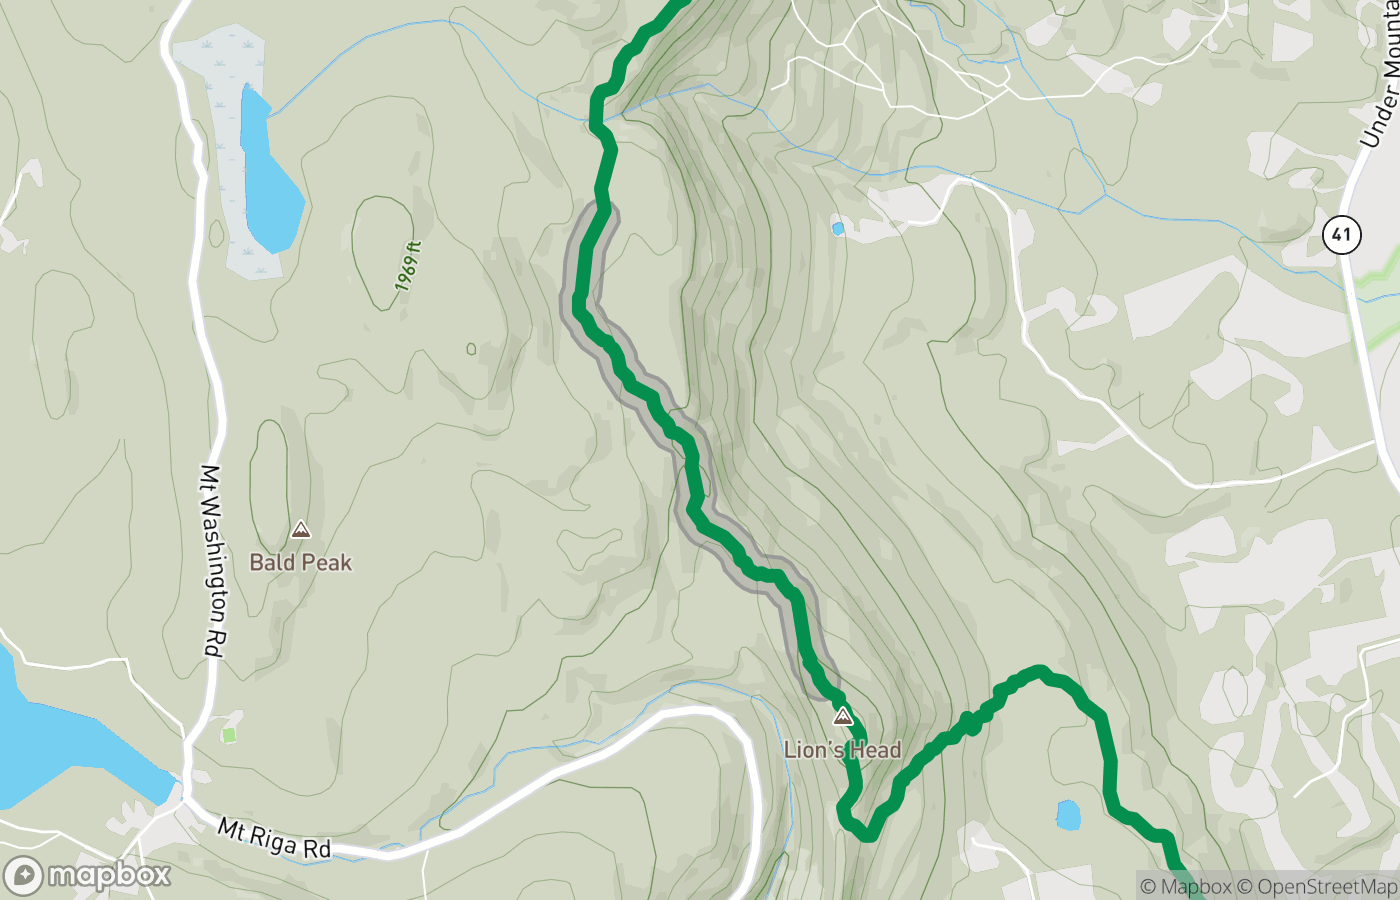 Under Mounta
41
1969 ft
Mt Washington Rd
Bald Peak
Lion's Head
Mt Riga Rd
mapbox
© Mapbox © OpenStreetMap